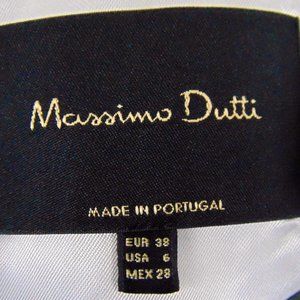 Massimo Dutti
MADE IN PORTUGAL
EUR 38
USA 6
MEX 28